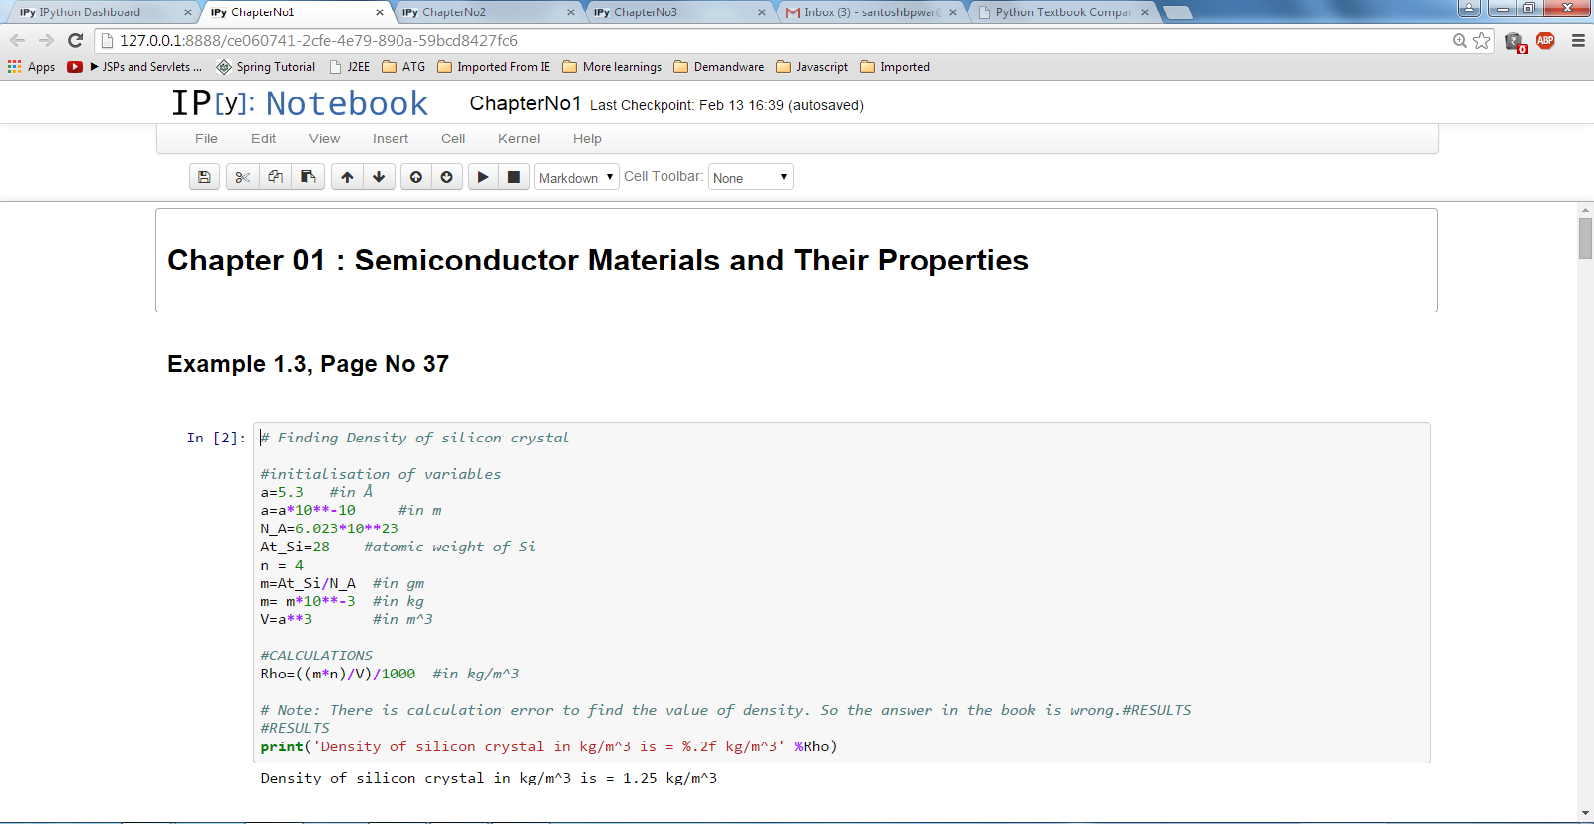 IPy IPython Dashboard
IPy ChapterNo1
IPy ChapterNo2
IPy ChapterNo3
Inbox (3) - santoshbpwar@
Python Textbook Compar
127.0.0.1:8888/ce060741-2cfe-4e79-890a-59bcd8427fc6
0
ABP
Apps
▶ JSPs and Servlets ...
Spring Tutorial
J2EE
ATG
Imported From IE
More learnings
Demandware
Javascript
Imported
IP[y]: Notebook
ChapterNo1 Last Checkpoint: Feb 13 16:39 (autosaved)
File Edit View Insert Cell Kernel Help
Markdown Cell Toolbar: None
Chapter 01 : Semiconductor Materials and Their Properties
Example 1.3, Page No 37
In [2]: # Finding Density of silicon crystal
#initialisation of variables
a=5.3 #in Å
a=a*10**-10 #in m
N_A=6.023*10**23
At_Si=28 #atomic weight of Si
n = 4
m=At_Si/N_A #in gm
m= m*10**-3 #in kg
V=a**3 #in m^3
#CALCULATIONS
Rho=((m*n)/V)/1000 #in kg/m^3
# Note: There is calculation error to find the value of density. So the answer in the book is wrong.#RESULTS
#RESULTS
print('Density of silicon crystal in kg/m^3 is = %.2f kg/m^3' %Rho)
Density of silicon crystal in kg/m^3 is = 1.25 kg/m^3